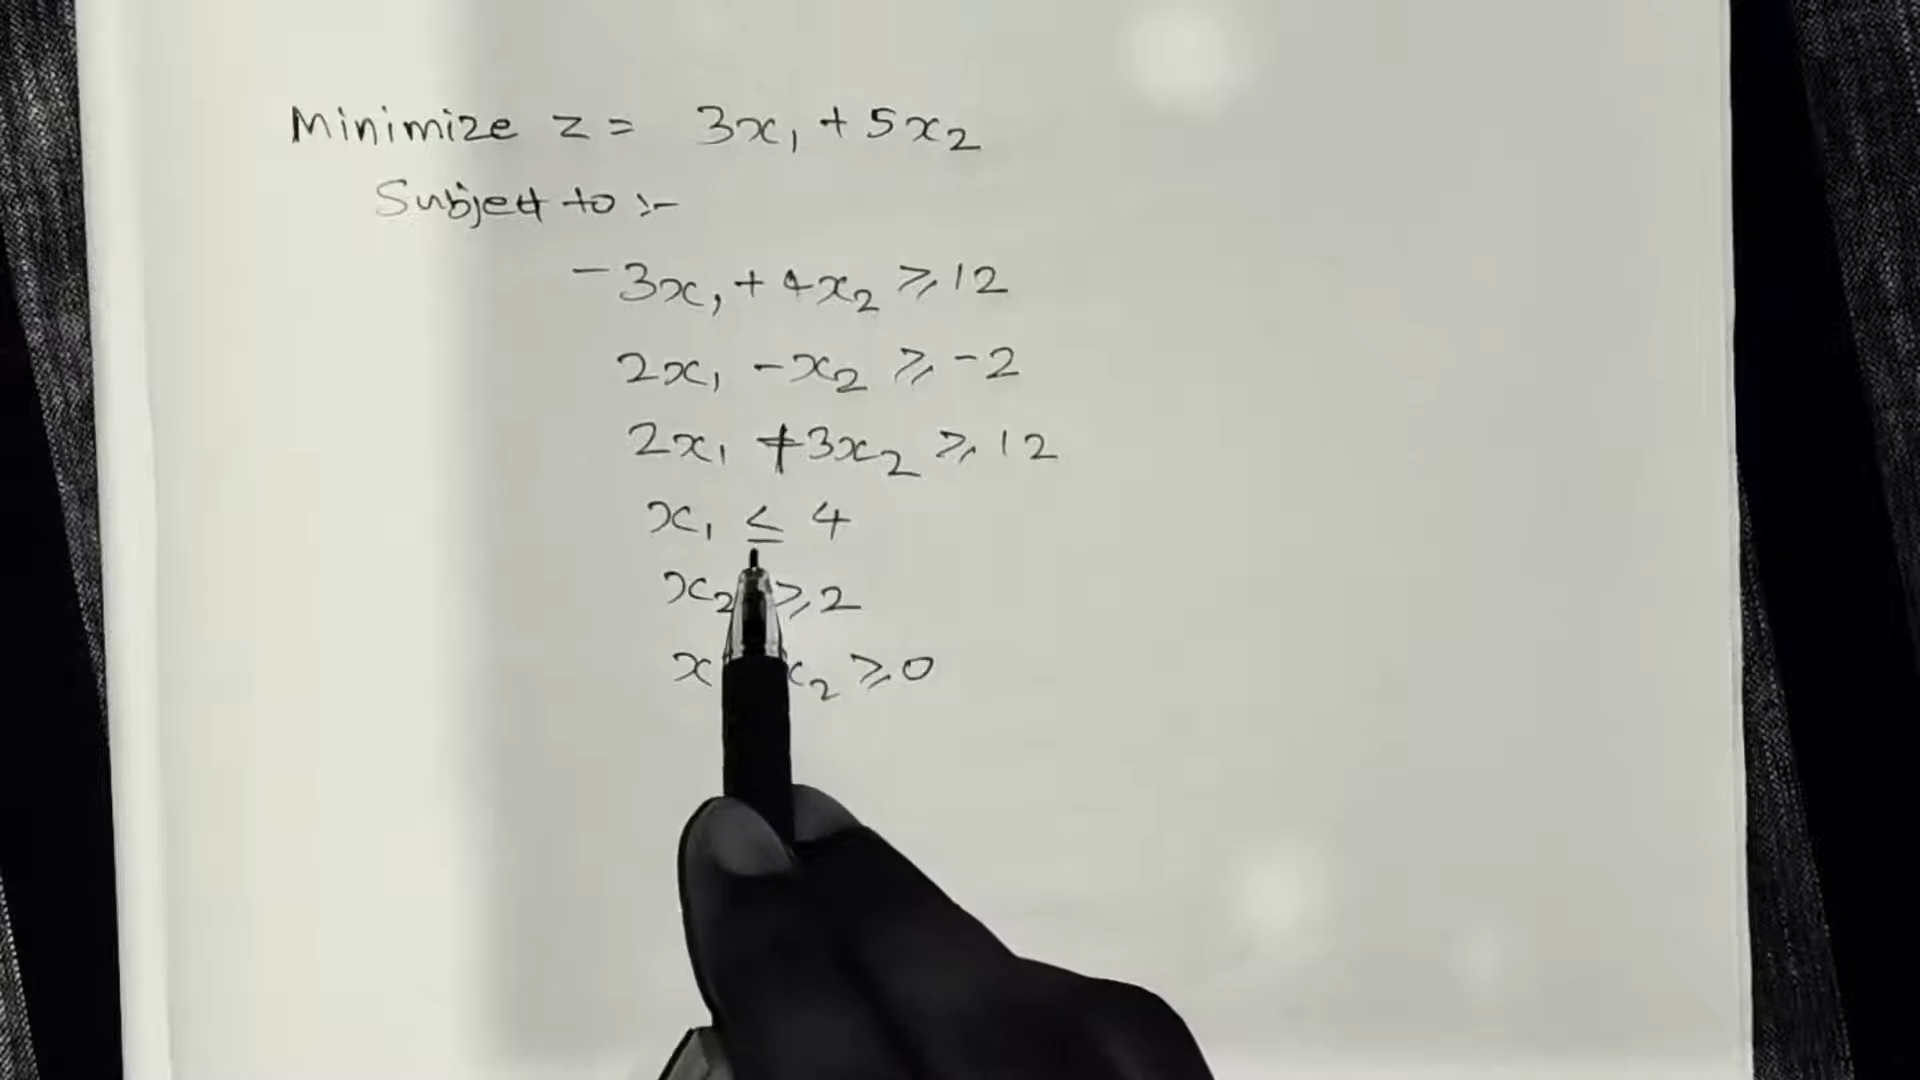 Minimize z = 3x₁ + 5x₂
Subject to :-
-3x₁ + 4x₂ ⩾ 12
2x₁ - x₂ ⩾ -2
2x₁ + 3x₂ ⩾ 12
x₁ ≤ 4
x₂ ⩾ 2
x x₂ ⩾ 0